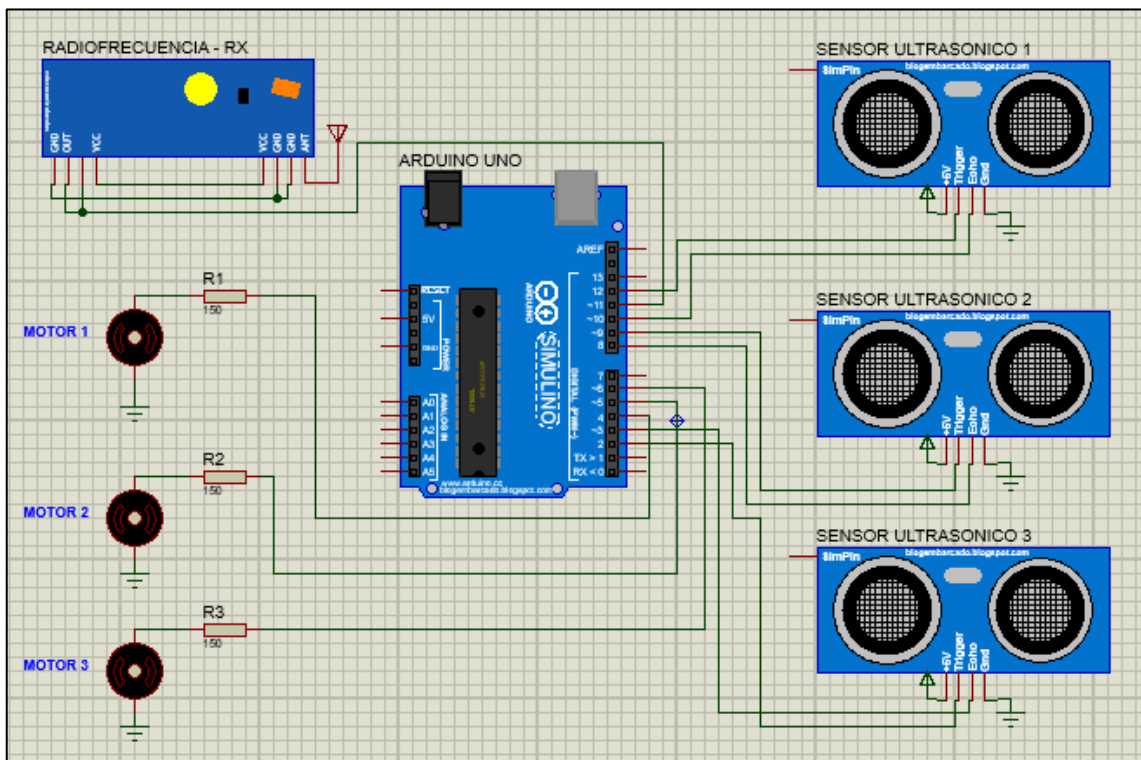 RADIOFRECUENCIA - RX
GND
OUT
VCC
VCC
GND
GND
ANT
ARDUINO UNO
AREF
RESET
5V
GND
POWER
A0
A1
A2
A3
A4
A5
ANALOG IN
ARDUINO
SIMULINO
DIGITAL (PWM~)
13
12
~11
~10
~9
8
7
~6
~5
4
~3
2
TX > 1
RX < 0
www.arduino.cc
blogembarcado.blogspot.com
R1
150
MOTOR 1
R2
150
MOTOR 2
R3
150
MOTOR 3
SENSOR ULTRASONICO 1
SimPin
blogembarcado.blogspot.com
+5V
Trigger
Echo
Gnd
SENSOR ULTRASONICO 2
SimPin
blogembarcado.blogspot.com
+5V
Trigger
Echo
Gnd
SENSOR ULTRASONICO 3
SimPin
blogembarcado.blogspot.com
+5V
Trigger
Echo
Gnd